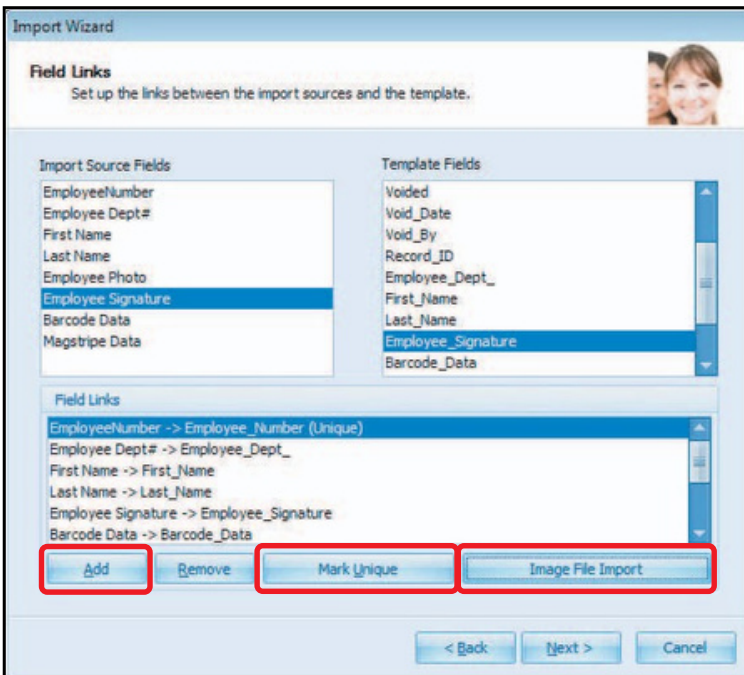 Import Wizard
Field Links
Set up the links between the import sources and the template.
Import Source Fields
EmployeeNumber
Employee Dept#
First Name
Last Name
Employee Photo
Employee Signature
Barcode Data
Magstripe Data
Template Fields
Voided
Void_Date
Void_By
Record_ID
Employee_Dept_
First_Name
Last_Name
Employee_Signature
Barcode_Data
Field Links
EmployeeNumber -> Employee_Number (Unique)
Employee Dept# -> Employee_Dept_
First Name -> First_Name
Last Name -> Last_Name
Employee Signature -> Employee_Signature
Barcode Data -> Barcode_Data
Add Remove Mark Unique Image File Import
< Back Next > Cancel